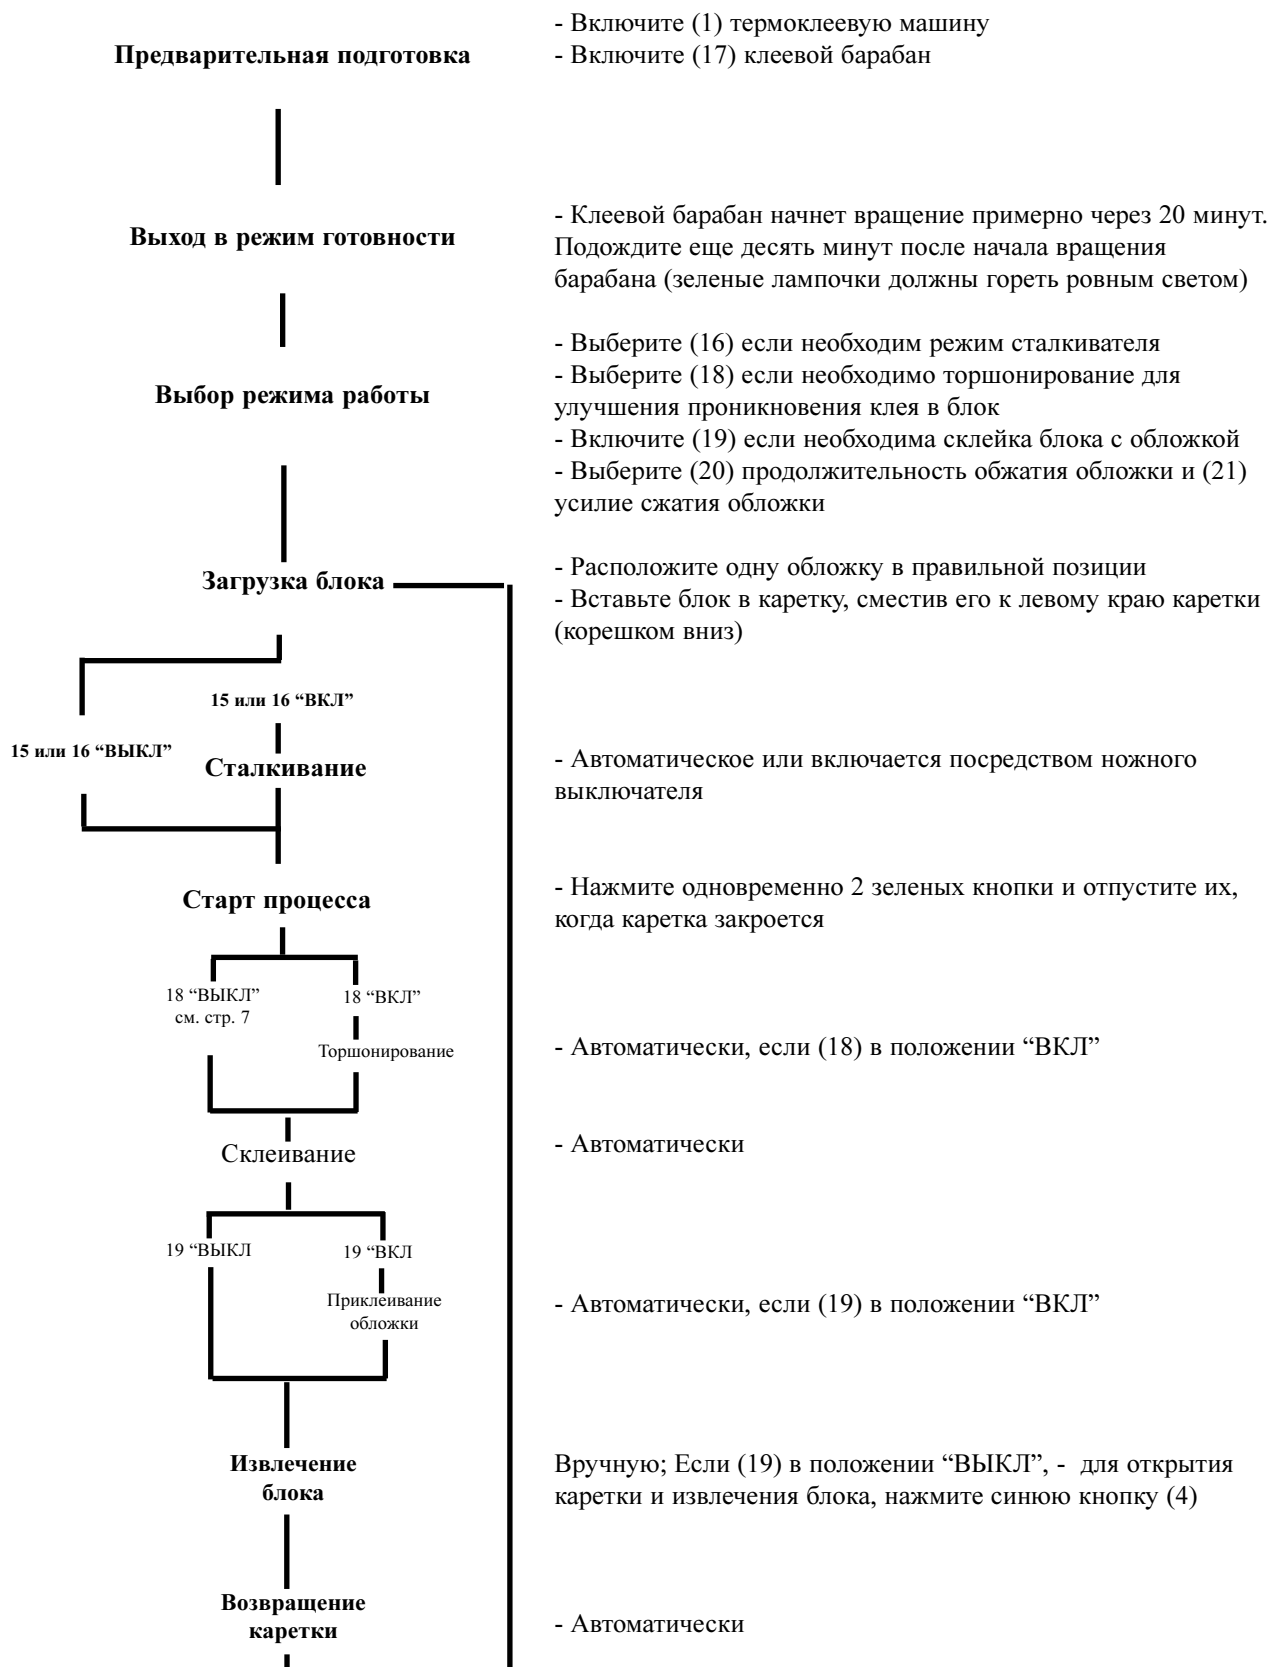 Предварительная подготовка
- Включите (1) термоклеевую машину
- Включите (17) клеевой барабан
Выход в режим готовности
- Клеевой барабан начнет вращение примерно через 20 минут.
Подождите еще десять минут после начала вращения
барабана (зеленые лампочки должны гореть ровным светом)
Выбор режима работы
- Выберите (16) если необходим режим сталкивателя
- Выберите (18) если необходимо торшонирование для
улучшения проникновения клея в блок
- Включите (19) если необходима склейка блока с обложкой
- Выберите (20) продолжительность обжатия обложки и (21)
усилие сжатия обложки
Загрузка блока
- Расположите одну обложку в правильной позиции
- Вставьте блок в каретку, сместив его к левому краю каретки
(корешком вниз)
15 или 16 “ВКЛ”
15 или 16 “ВЫКЛ”
Сталкивание
- Автоматическое или включается посредством ножного
выключателя
Старт процесса
- Нажмите одновременно 2 зеленых кнопки и отпустите их,
когда каретка закроется
18 “ВЫКЛ”
см. стр. 7
18 “ВКЛ”
Торшонирование
- Автоматически, если (18) в положении “ВКЛ”
Склеивание
- Автоматически
19 “ВЫКЛ
19 “ВКЛ
Приклеивание
обложки
- Автоматически, если (19) в положении “ВКЛ”
Извлечение
блока
Вручную; Если (19) в положении “ВЫКЛ”, - для открытия
каретки и извлечения блока, нажмите синюю кнопку (4)
Возвращение
каретки
- Автоматически